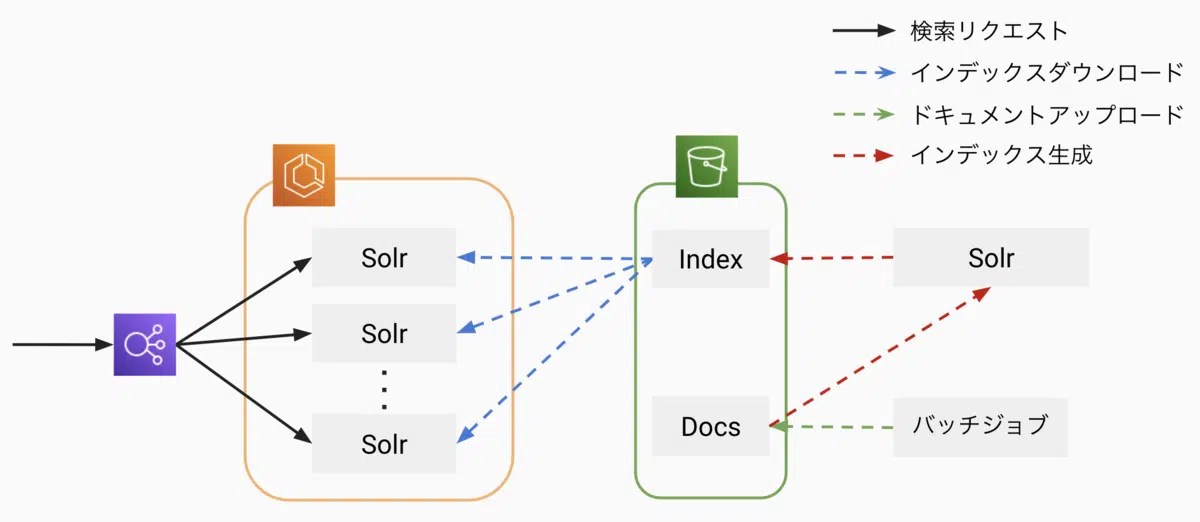 検索リクエスト
インデックスダウンロード
ドキュメントアップロード
インデックス生成
Solr
Solr
Solr
Index
Docs
Solr
バッチジョブ